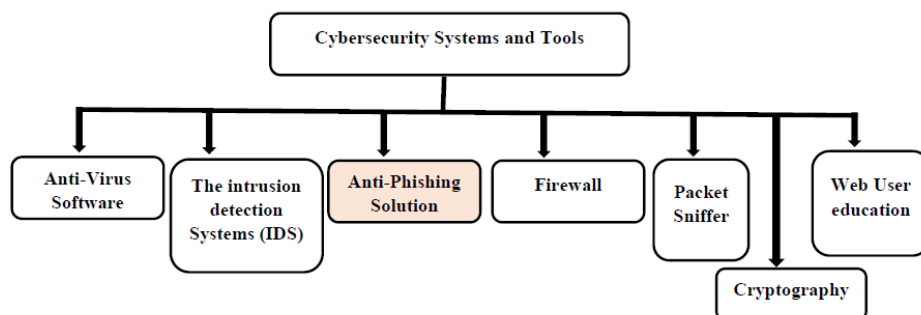 Cybersecurity Systems and Tools
Anti-Virus
Software
The intrusion
detection
Systems (IDS)
Anti-Phishing
Solution
Firewall
Packet
Sniffer
Web User
education
Cryptography